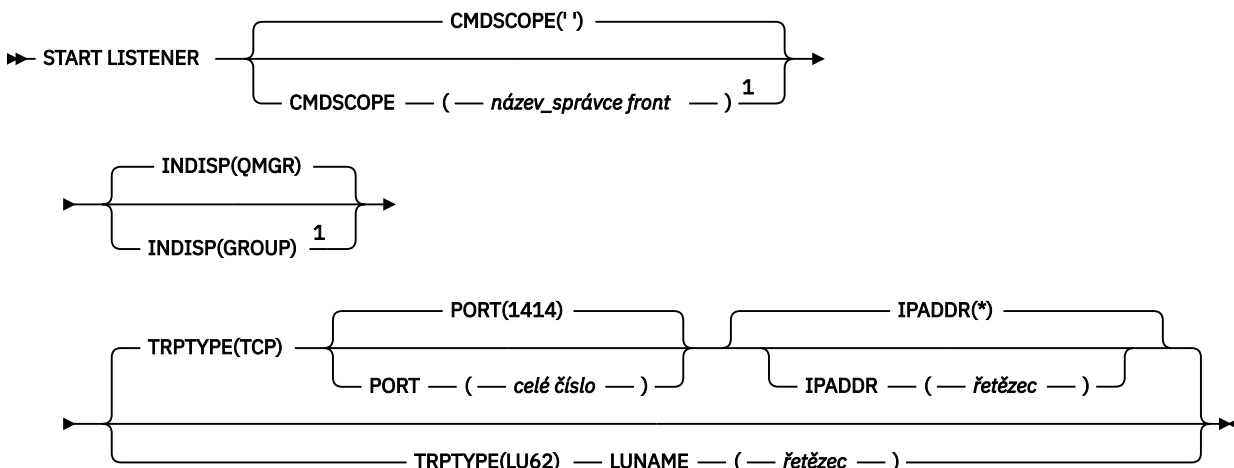 CMDSCOPE(' ')
START LISTENER
CMDSCOPE ( název_správce front ) 1
INDISP(QMGR)
INDISP(GROUP) 1
PORT(1414) IPADDR(*)
TRPTYPE(TCP)
PORT ( celé číslo ) IPADDR ( řetězec )
TRPTYPE(LU62) LUNAME ( řetězec )